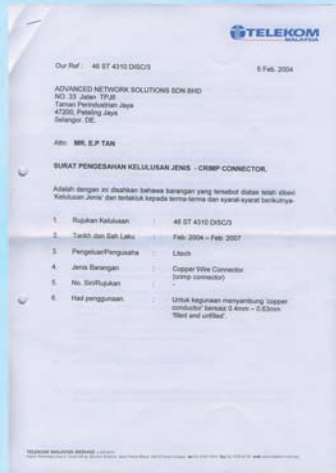 TELEKOM
MALAYSIA
Our Ref : 46 ST 4310 DISC/3
6 Feb. 2004
ADVANCED NETWORK SOLUTIONS SDN BHD
NO. 33 Jalan TPJ6
Taman Perindustrian Jaya
47200, Petaling Jaya
Selangor. DE.
Attn: MR. E.P TAN
SURAT PENGESAHAN KELULUSAN JENIS - CRIMP CONNECTOR.
Adalah dengan ini disahkan bahawa barangan yang tersebut diatas telah diberi
'Kelulusan Jenis' dan tertakluk kepada terma-terma dan syarat-syarat berikutnya-
1. Rujukan Kelulusan : 46 ST 4310 DISC/3
2. Tarikh dan Sah Laku : Feb 2004 – Feb 2007
3. Pengeluar/Pengusaha : Litech
4. Jenis Barangan : Copper Wire Connector
(crimp connector)
5. No. Siri/Rujukan : -
6. Had penggunaan : Untuk kegunaan menyambung 'copper
conductor' bersaiz 0.4mm – 0.63mm
'filled and unfilled'.
TELEKOM MALAYSIA BERHAD